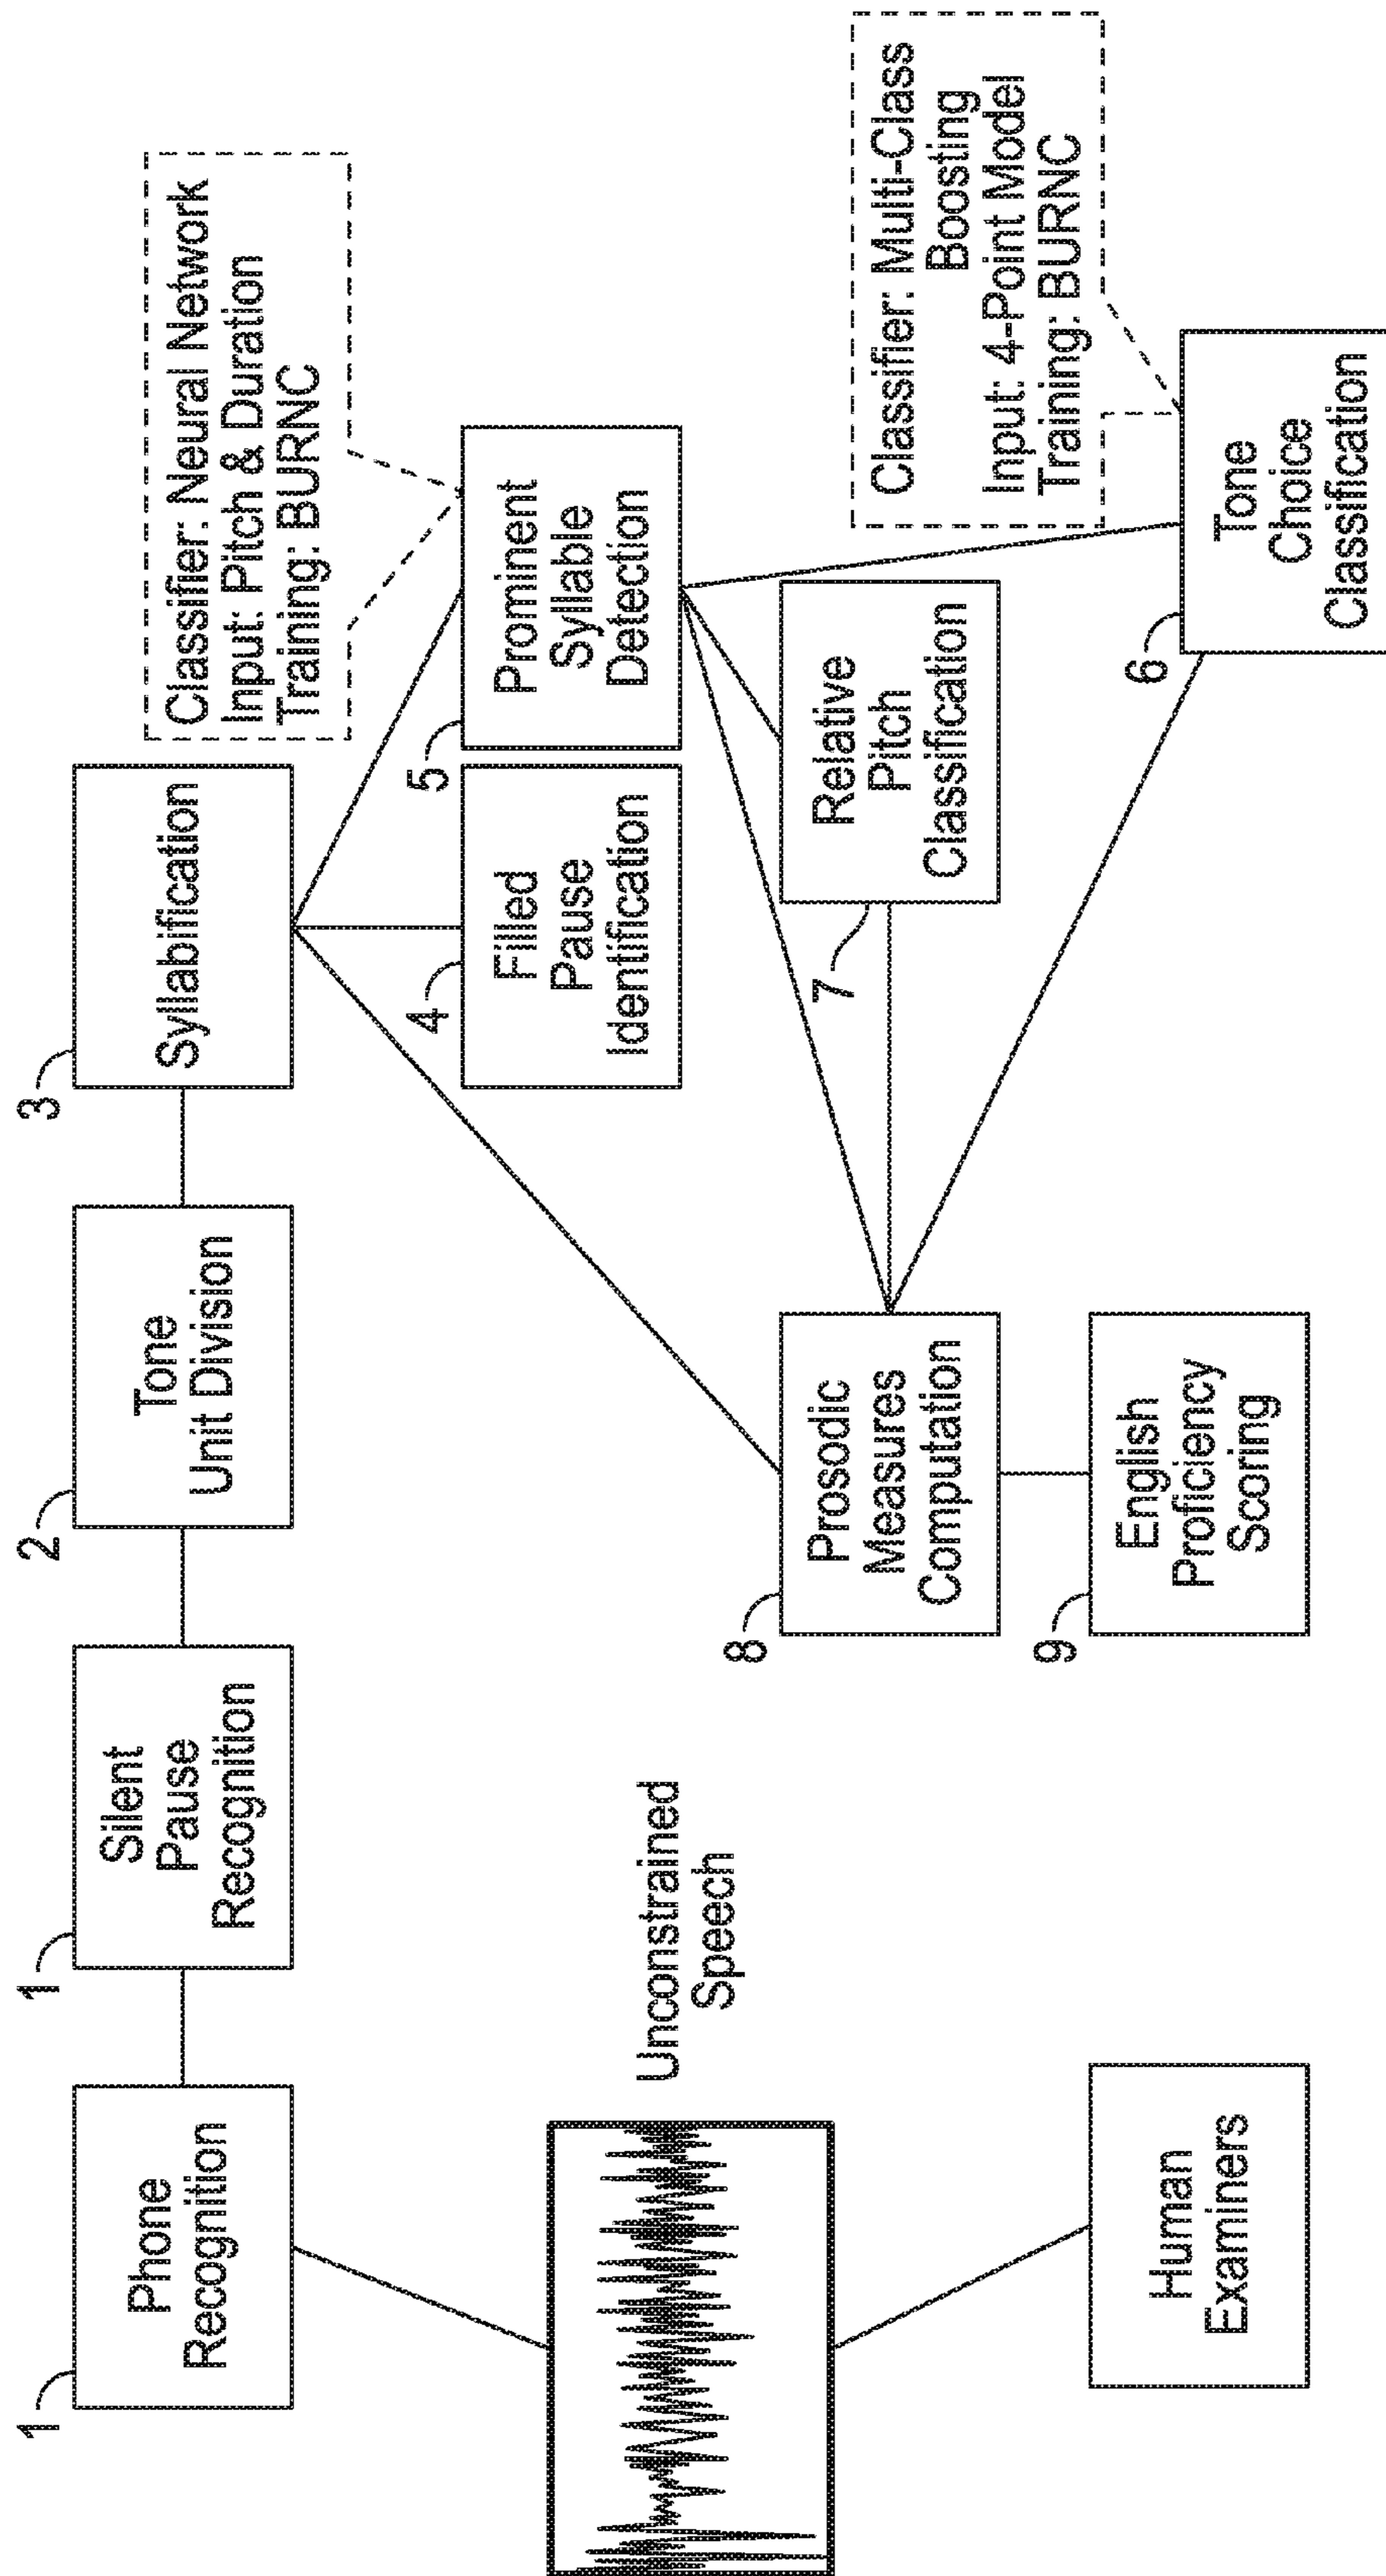 1
Phone
Recognition
1
Silent
Pause
Recognition
2
Tone
Unit Division
3
Syllabification
Classifier: Neural Network
Input: Pitch & Duration
Training: BURNC
4
Filled
Pause
Identification
5
Prominent
Syllable
Detection
Unconstrained
Speech
8
Prosodic
Measures
Computation
7
Relative
Pitch
Classification
Classifier: Multi-Class
Boosting
Input: 4-Point Model
Training: BURNC
Human
Examiners
9
English
Proficiency
Scoring
6
Tone
Choice
Classification